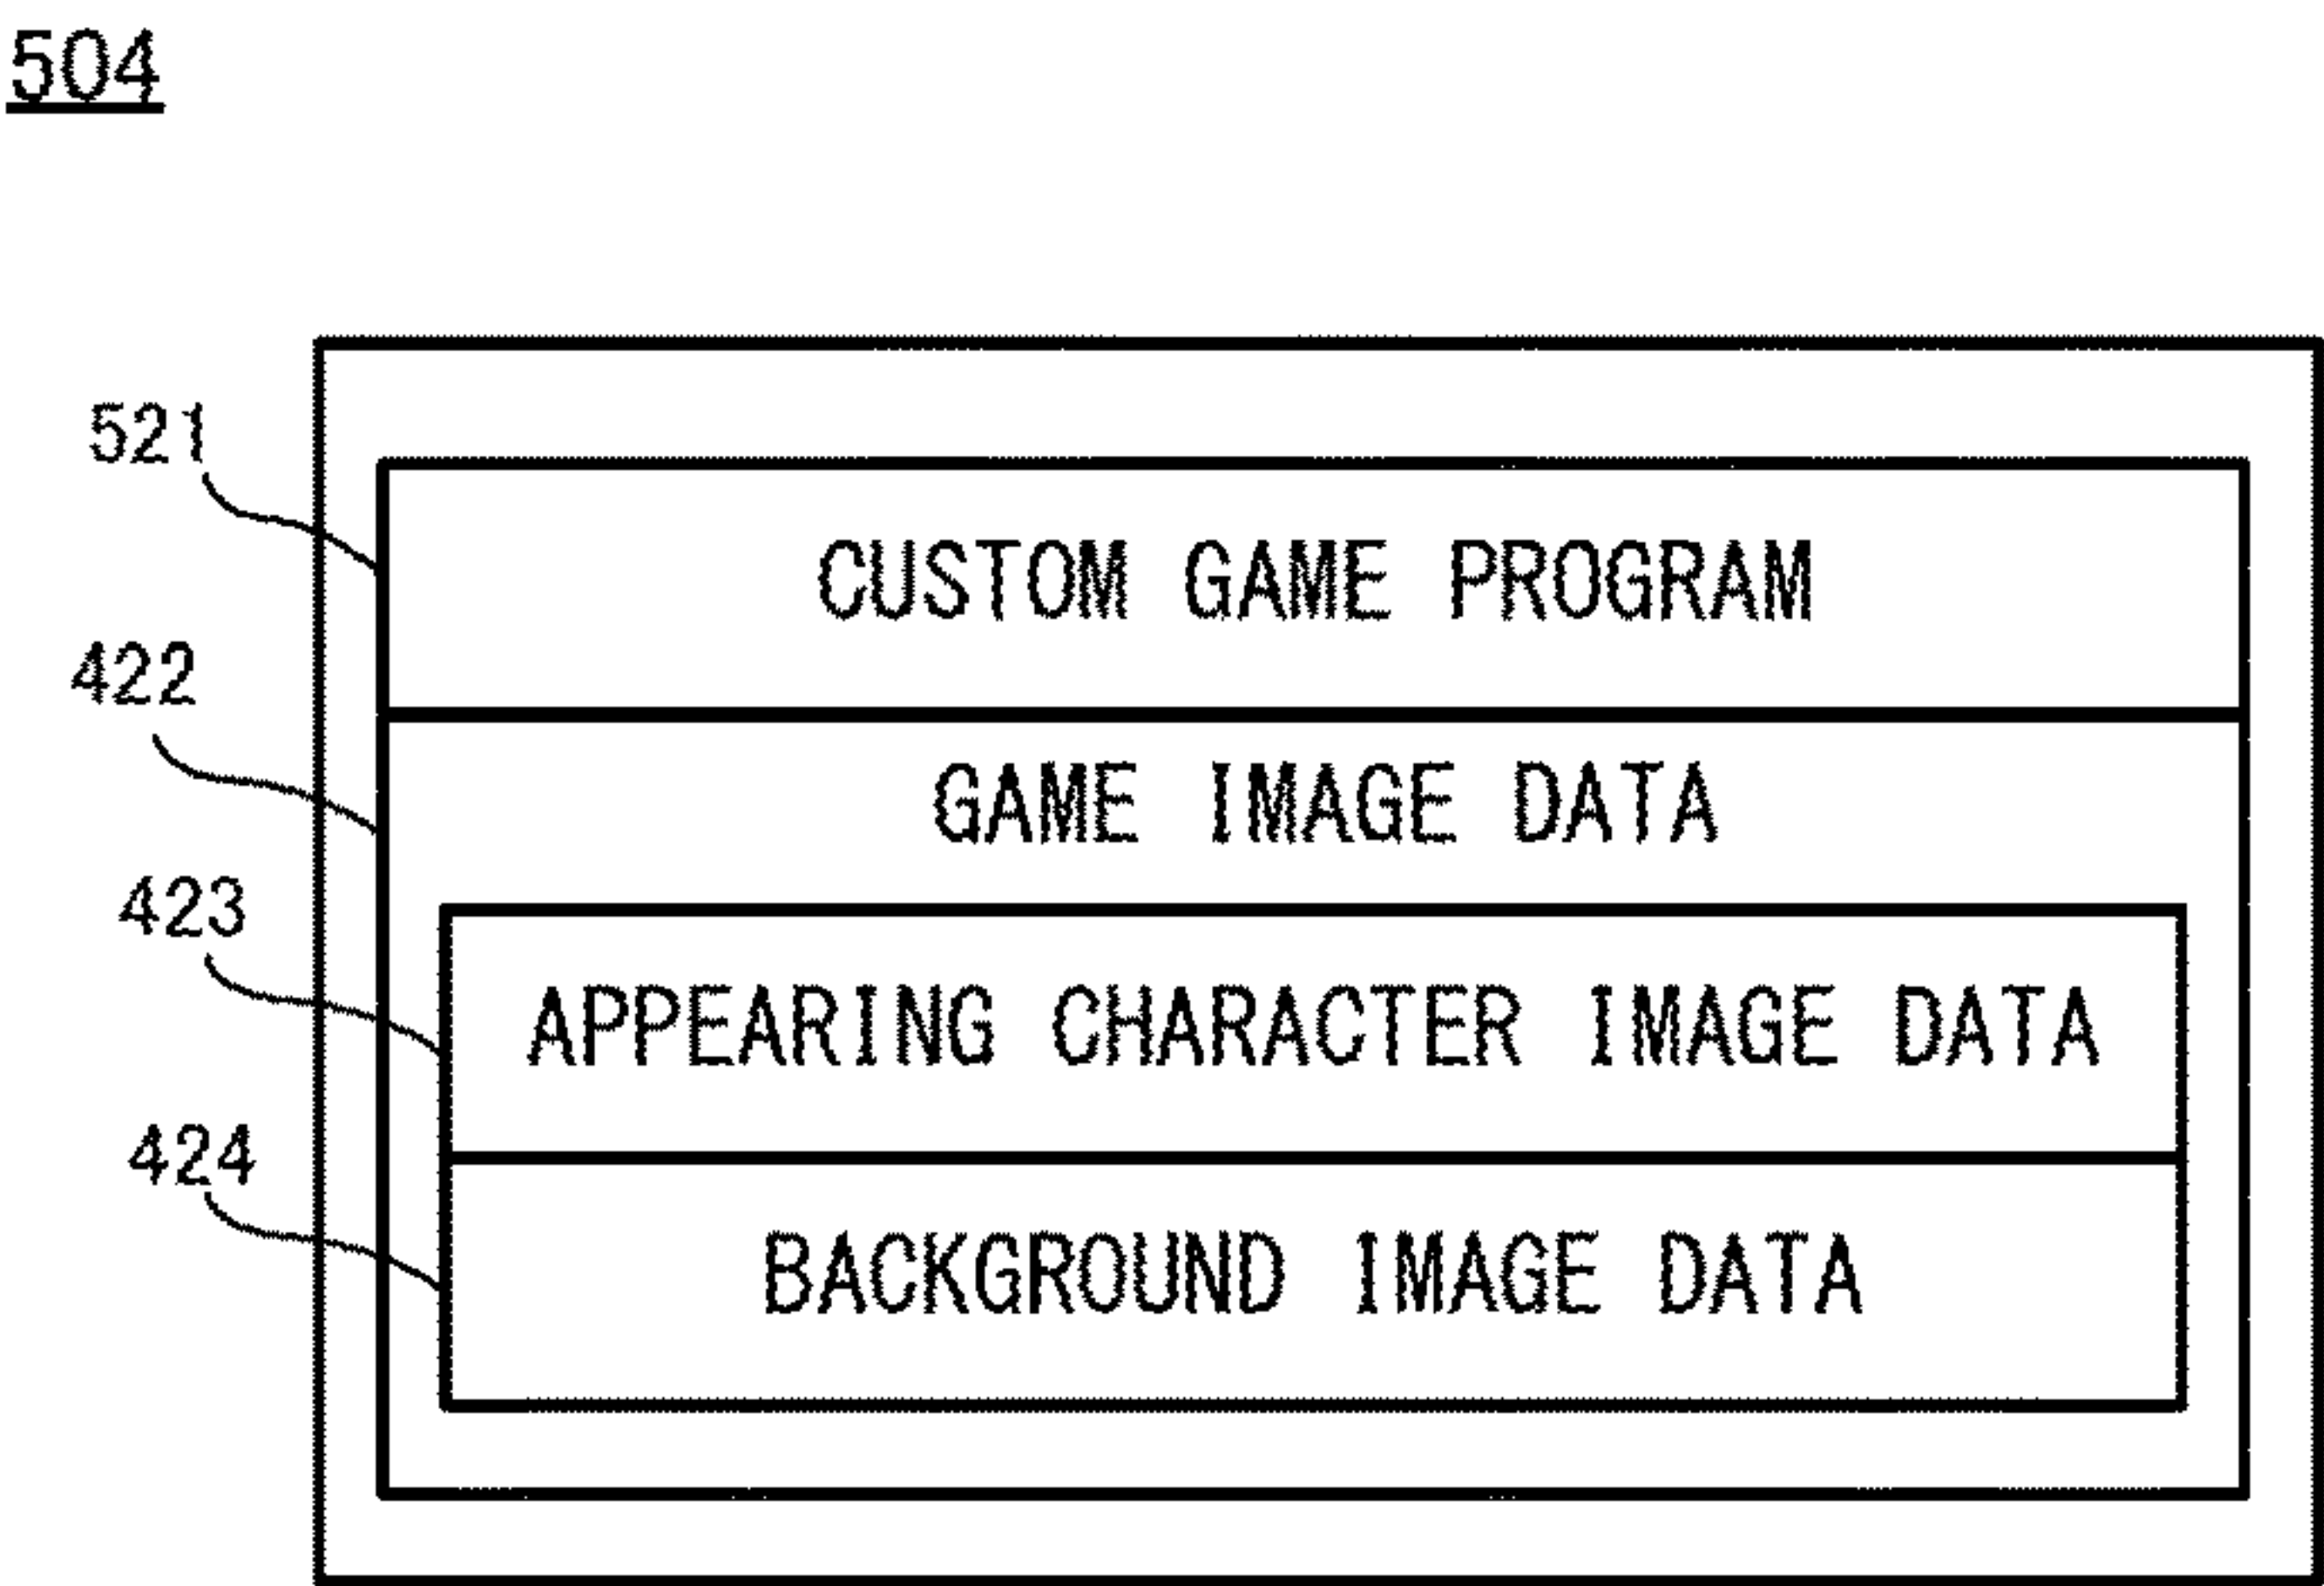 504
521
CUSTOM GAME PROGRAM
422
GAME IMAGE DATA
423
APPEARING CHARACTER IMAGE DATA
424
BACKGROUND IMAGE DATA